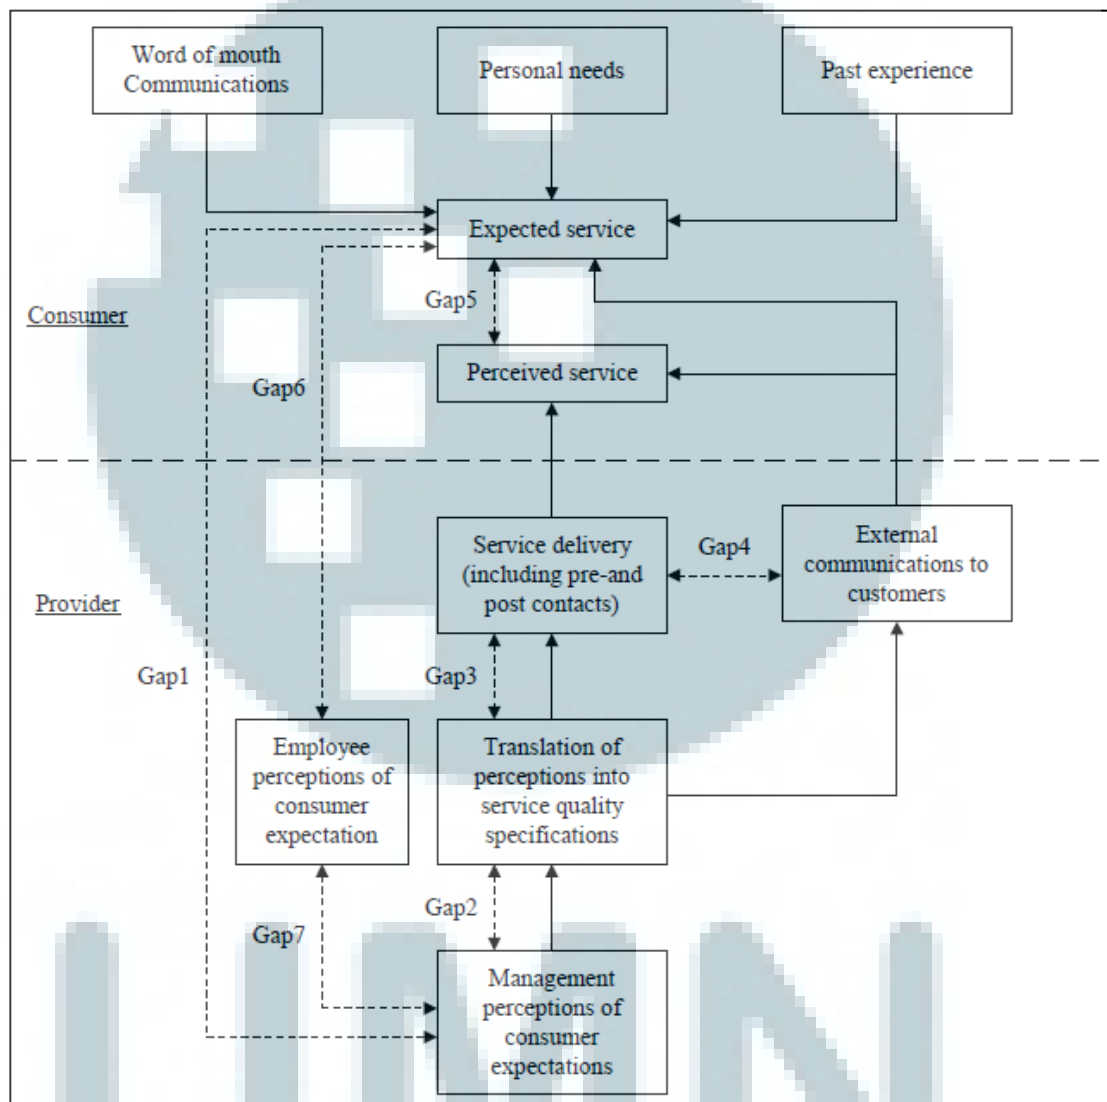 Word of mouth
Communications
Personal needs
Past experience
Expected service
Gap5
Consumer
Perceived service
Gap6
Service delivery
(including pre-and
post contacts)
Gap4
External
communications to
customers
Provider
Gap1
Gap3
Employee
perceptions of
consumer
expectation
Translation of
perceptions into
service quality
specifications
Gap2
Gap7
Management
perceptions of
consumer
expectations